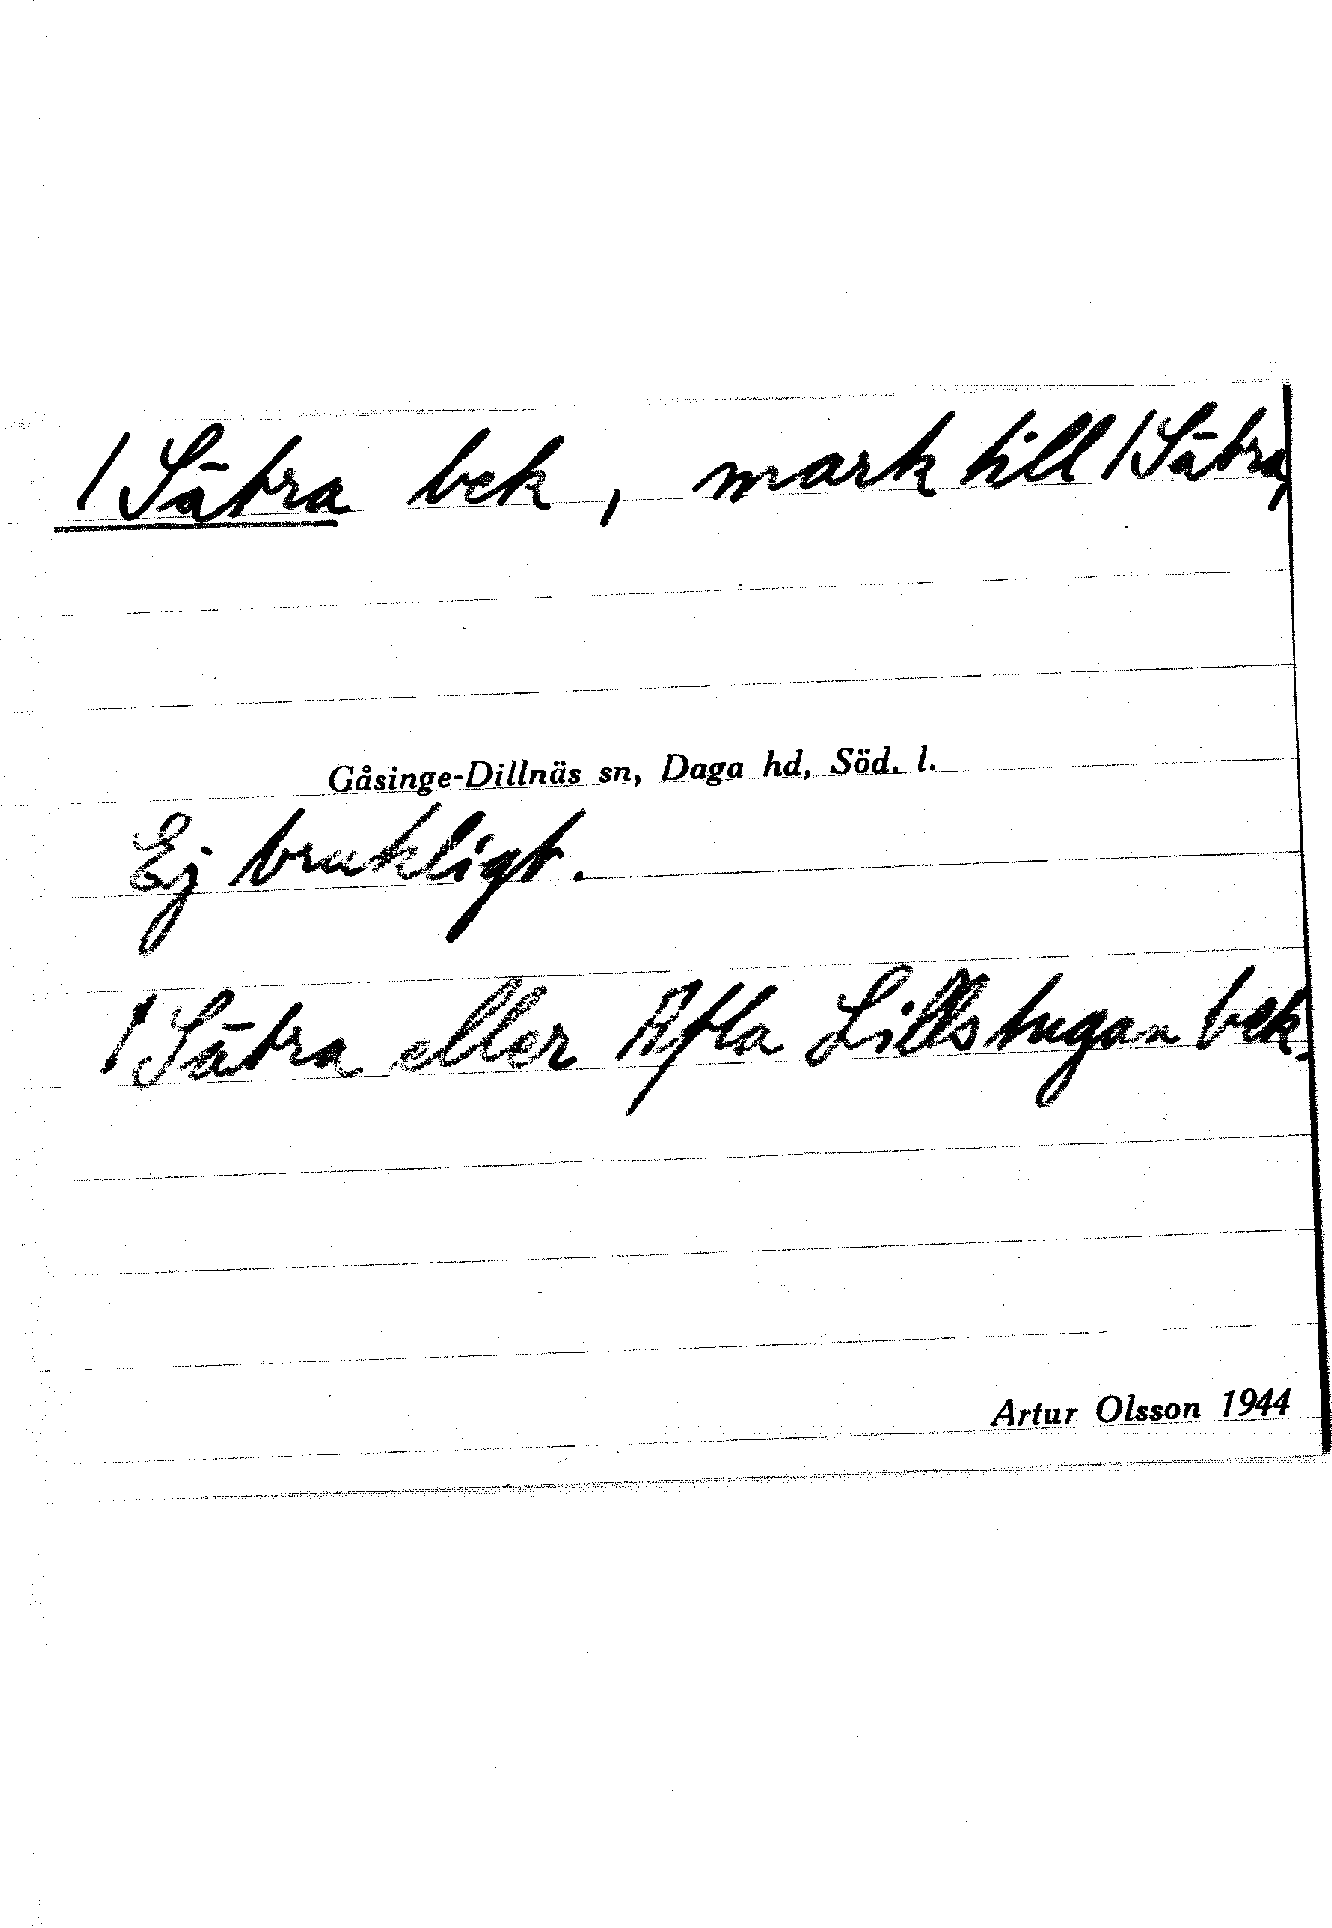 /Sätra bek, mark till /Sätra,
Gåsinge-Dillnäs sn, Daga hd, Söd. l.
Ej brukligt.
/Sätra eller Lillstugan bek.
Artur Olsson 1944